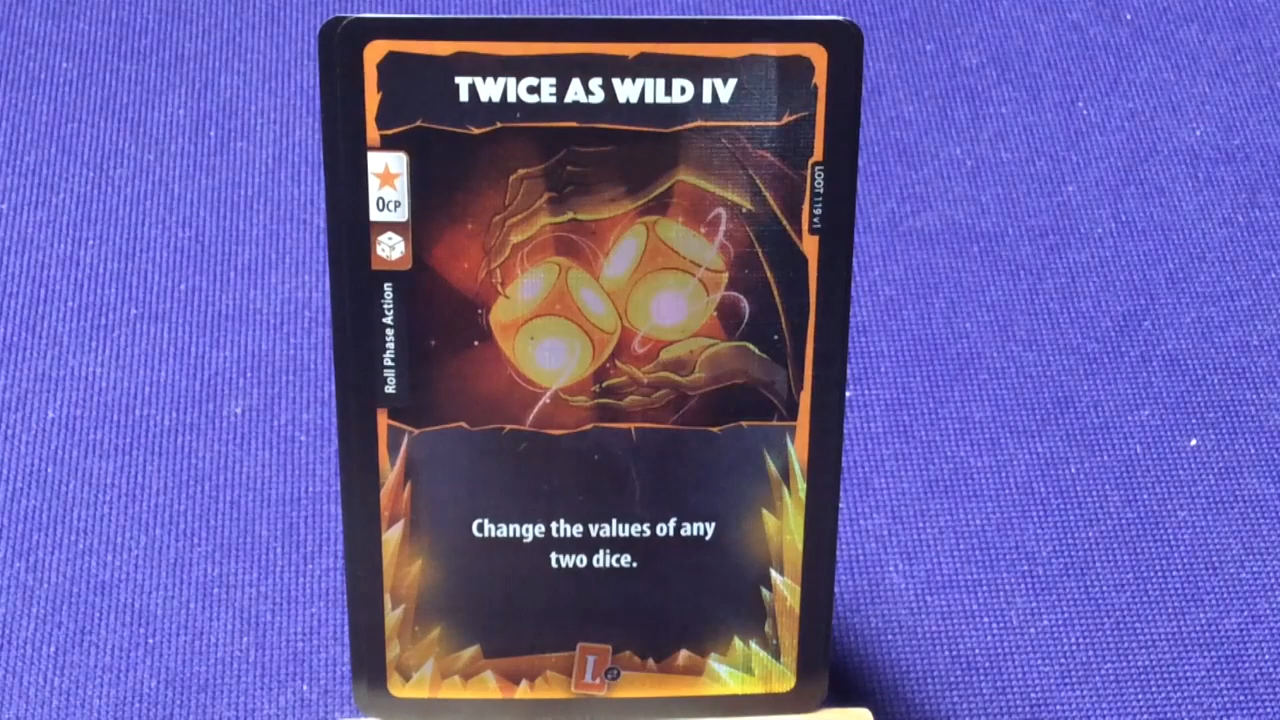 TWICE AS WILD IV
0CP
LOOT 119 v1
Roll Phase Action
Change the values of any
two dice.
L